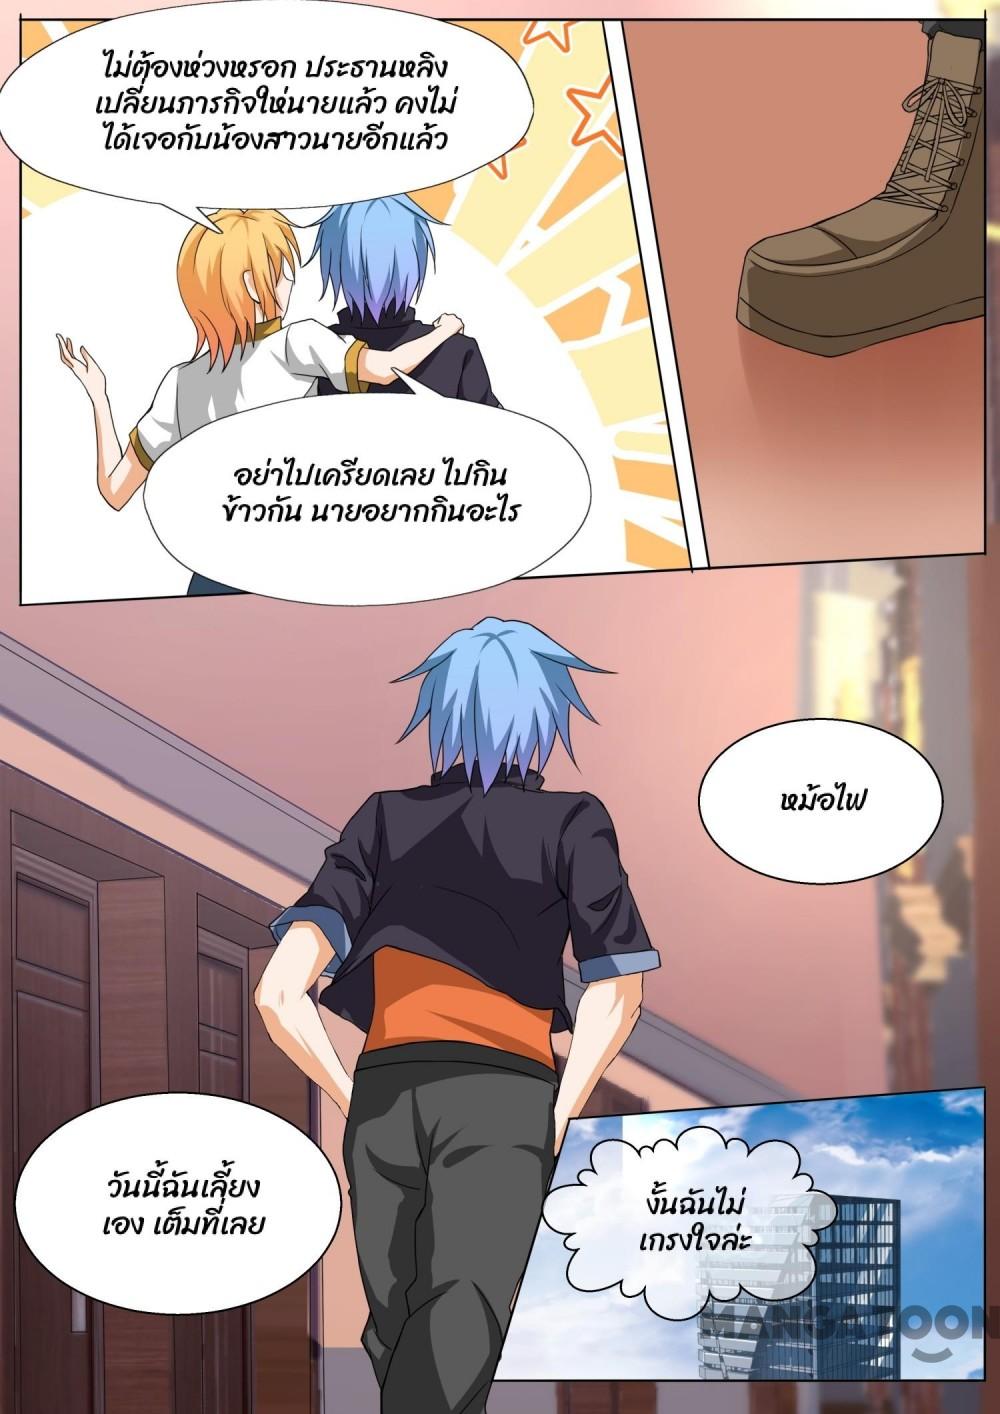 ไม่ต้องห่วงหรอก ประธานหลิง
เปลี่ยนภารกิจให้นายแล้ว คงไม่
ได้เจอกับน้องสาวนายอีกแล้ว
อย่าไปเครียดเลย ไปกิน
ข้าวกัน นายอยากกินอะไร
หม้อไฟ
วันนี้ฉันเลี้ยง
เอง เต็มที่เลย
งั้นฉันไม่
เกรงใจล่ะ
MANGAZOON